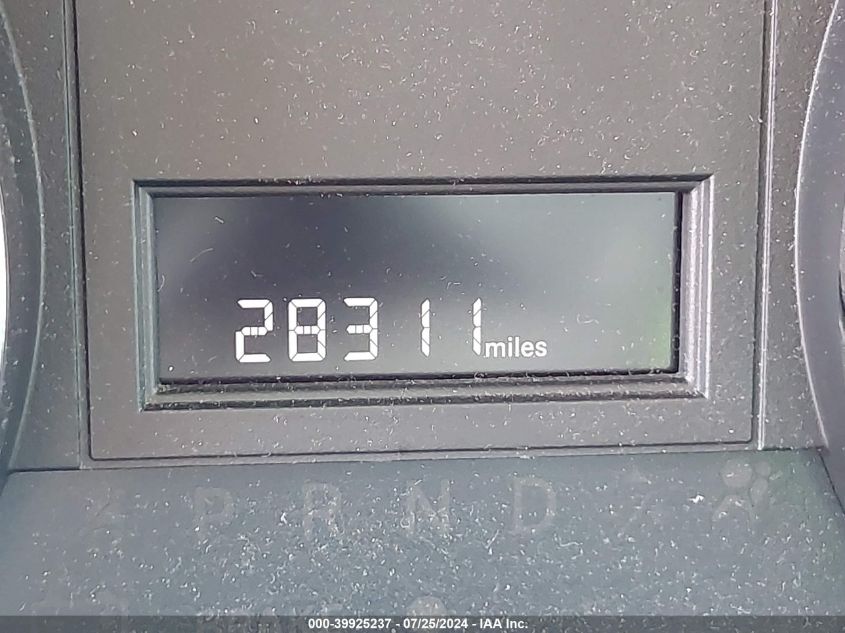 28311 miles
P R N D
000-39925237 - 07/25/2024 - IAA Inc.